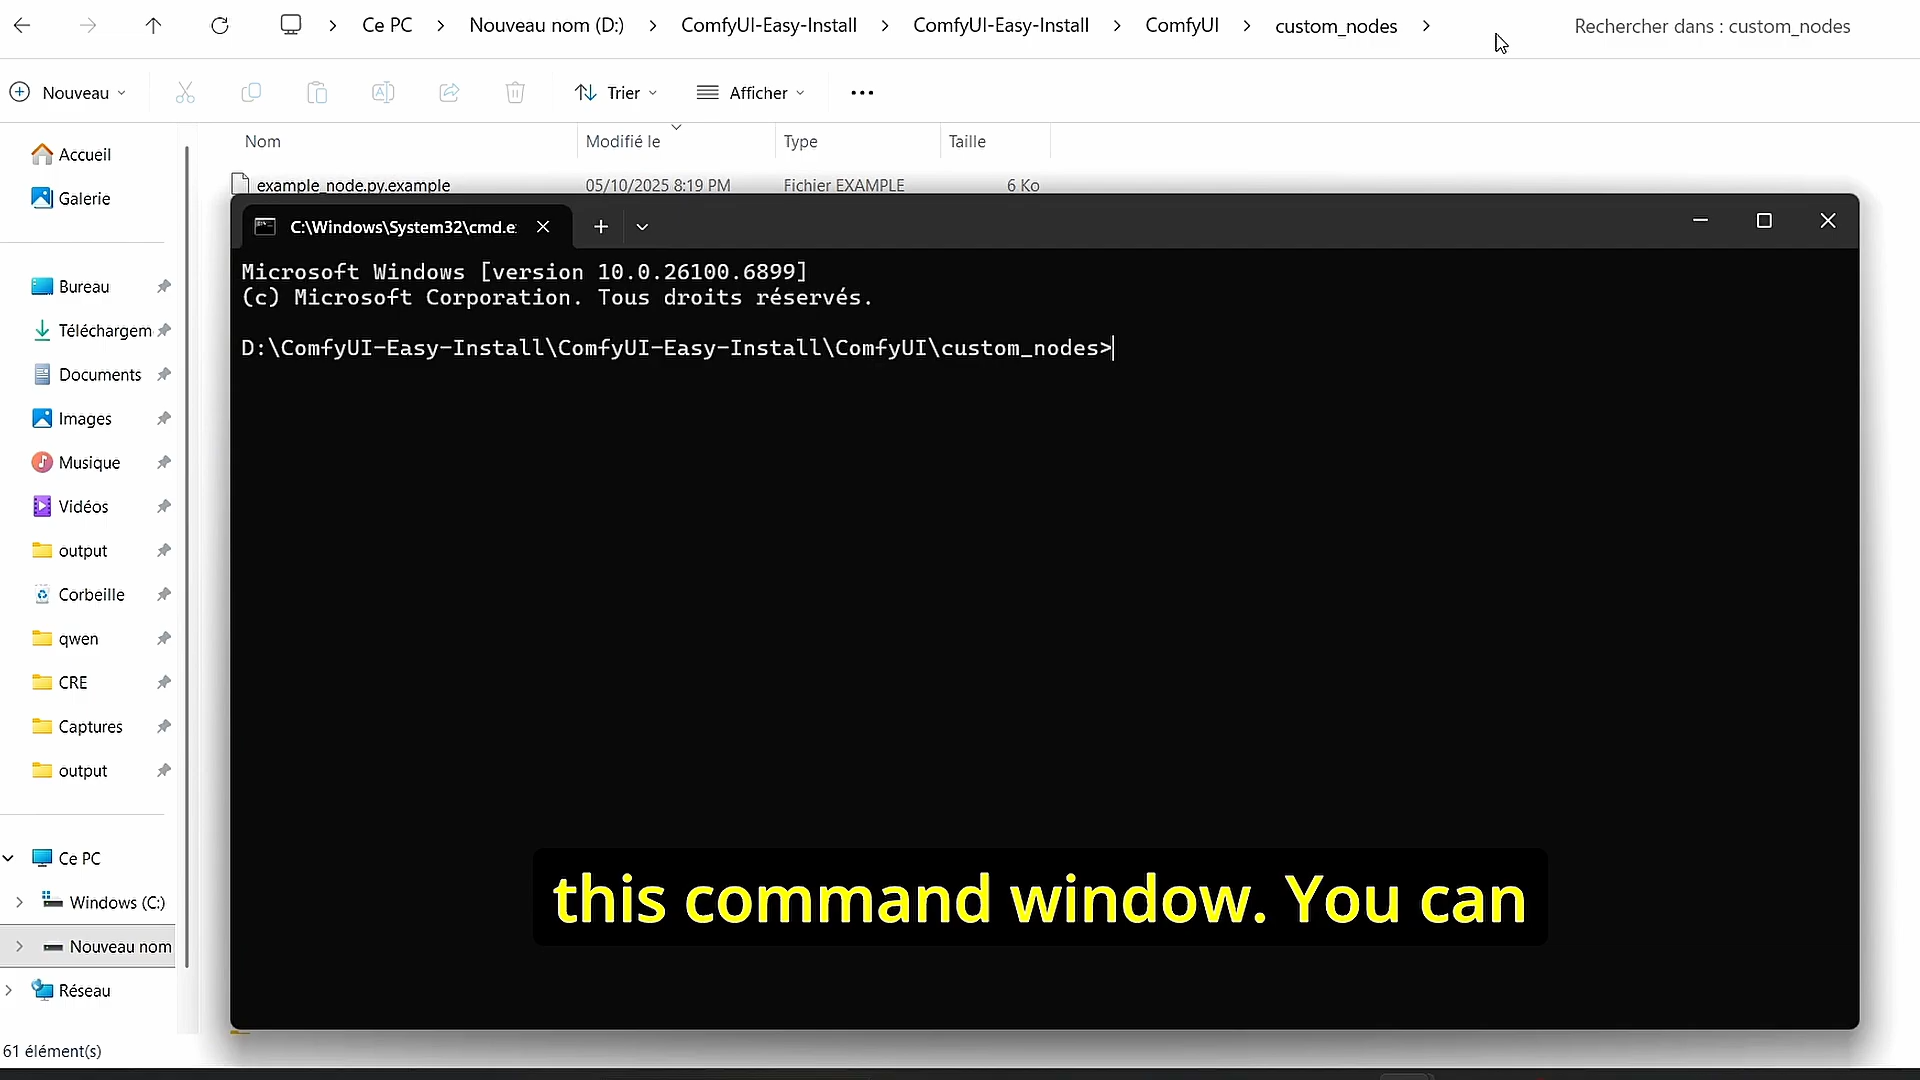 Ce PC > Nouveau nom (D:) > ComfyUI-Easy-Install > ComfyUI-Easy-Install > ComfyUI > custom_nodes >
Rechercher dans : custom_nodes
Nouveau
Trier
Afficher
Nom
Modifié le
Type
Taille
example_node.py.example
05/10/2025 8:19 PM
Fichier EXAMPLE
6 Ko
Accueil
Galerie
Bureau
Téléchargem
Documents
Images
Musique
Vidéos
output
Corbeille
qwen
CRE
Captures
output
Ce PC
Windows (C:)
Nouveau nom
Réseau
61 élément(s)
C:\Windows\System32\cmd.e
Microsoft Windows [version 10.0.26100.6899]
(c) Microsoft Corporation. Tous droits réservés.
D:\ComfyUI-Easy-Install\ComfyUI-Easy-Install\ComfyUI\custom_nodes>
this command window. You can